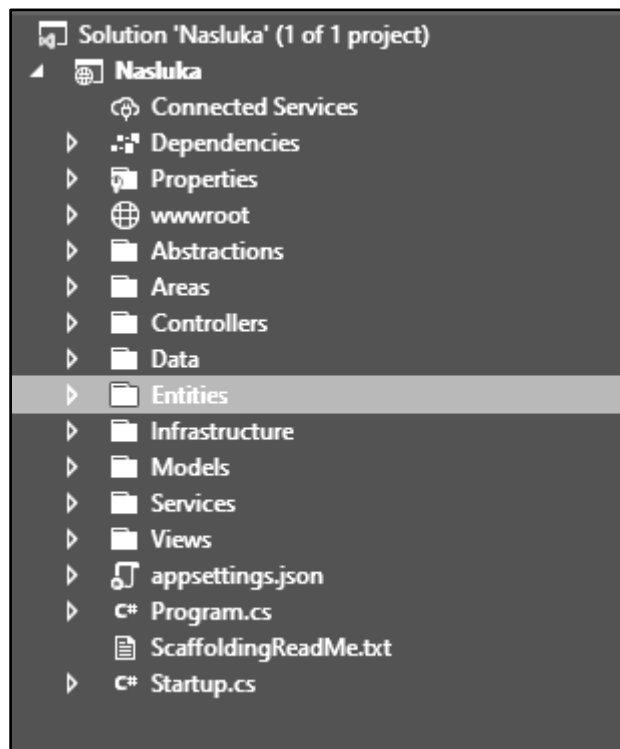 Solution 'Nasluka' (1 of 1 project)
Nasluka
Connected Services
Dependencies
Properties
wwwroot
Abstractions
Areas
Controllers
Data
Entities
Infrastructure
Models
Services
Views
appsettings.json
C# Program.cs
ScaffoldingReadMe.txt
C# Startup.cs